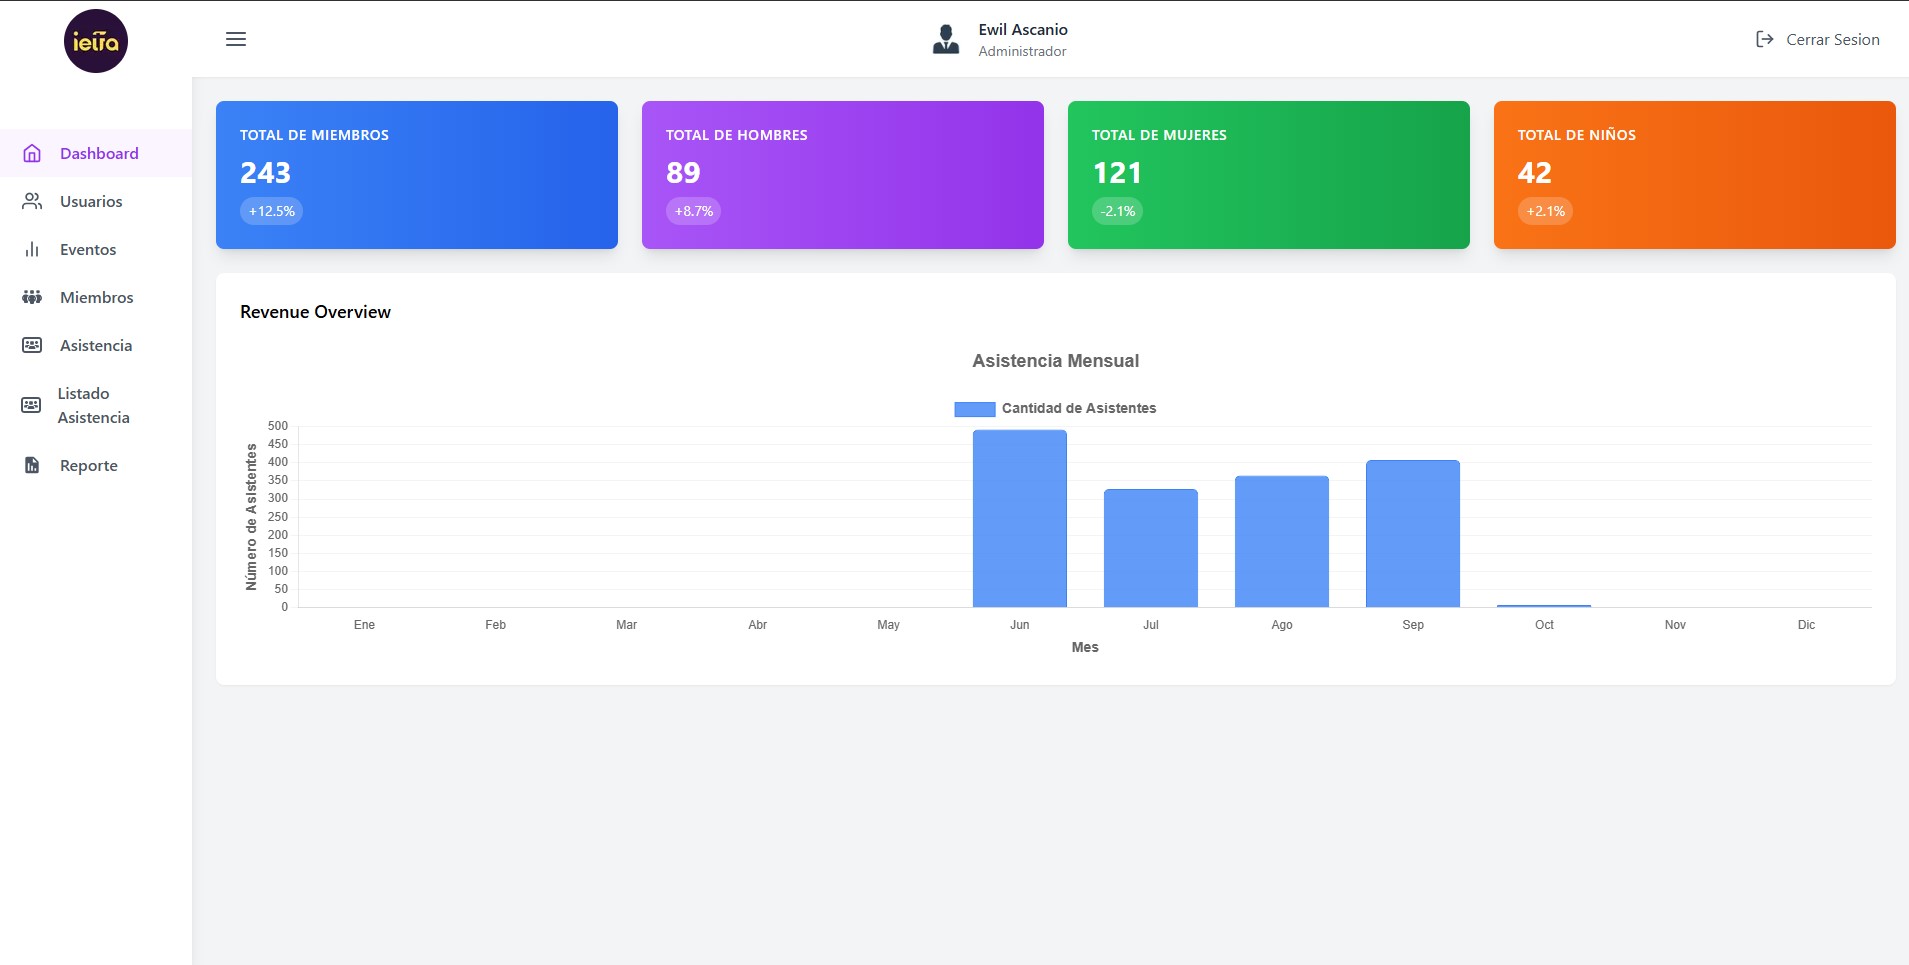 ieifa
Ewil Ascanio
Administrador
Cerrar Sesion
Dashboard
Usuarios
Eventos
Miembros
Asistencia
Listado
Asistencia
Reporte
TOTAL DE MIEMBROS
243
+12.5%
TOTAL DE HOMBRES
89
+8.7%
TOTAL DE MUJERES
121
-2.1%
TOTAL DE NIÑOS
42
+2.1%
Revenue Overview
Asistencia Mensual
Cantidad de Asistentes
Número de Asistentes
500
450
400
350
300
250
200
150
100
50
0
Ene Feb Mar Abr May Jun Jul Ago Sep Oct Nov Dic
Mes